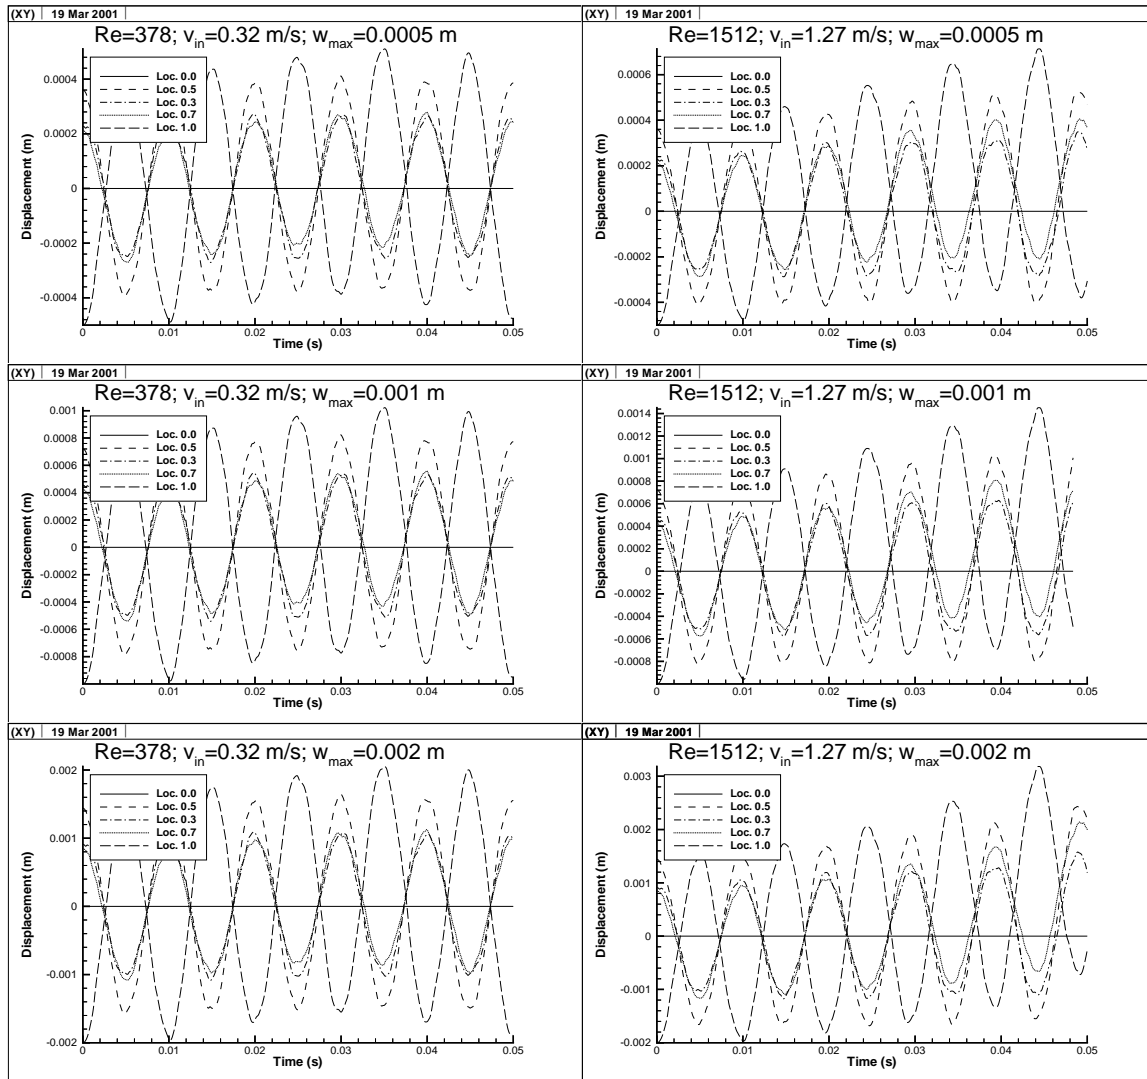 (XY) 19 Mar 2001
Re=378; v_in=0.32 m/s; w_max=0.0005 m
Displacement (m)
0.0004
0.0002
0
-0.0002
-0.0004
Loc. 0.0
Loc. 0.5
Loc. 0.3
Loc. 0.7
Loc. 1.0
0 0.01 0.02 0.03 0.04 0.05
Time (s)
(XY) 19 Mar 2001
Re=1512; v_in=1.27 m/s; w_max=0.0005 m
Displacement (m)
0.0006
0.0004
0.0002
0
-0.0002
-0.0004
Loc. 0.0
Loc. 0.5
Loc. 0.3
Loc. 0.7
Loc. 1.0
0 0.01 0.02 0.03 0.04 0.05
Time (s)
(XY) 19 Mar 2001
Re=378; v_in=0.32 m/s; w_max=0.001 m
Displacement (m)
0.001
0.0008
0.0006
0.0004
0.0002
0
-0.0002
-0.0004
-0.0006
-0.0008
Loc. 0.0
Loc. 0.5
Loc. 0.3
Loc. 0.7
Loc. 1.0
0 0.01 0.02 0.03 0.04 0.05
Time (s)
(XY) 19 Mar 2001
Re=1512; v_in=1.27 m/s; w_max=0.001 m
Displacement (m)
0.0014
0.0012
0.001
0.0008
0.0006
0.0004
0.0002
0
-0.0002
-0.0004
-0.0006
-0.0008
Loc. 0.0
Loc. 0.5
Loc. 0.3
Loc. 0.7
Loc. 1.0
0 0.01 0.02 0.03 0.04 0.05
Time (s)
(XY) 19 Mar 2001
Re=378; v_in=0.32 m/s; w_max=0.002 m
Displacement (m)
0.002
0.001
0
-0.001
-0.002
Loc. 0.0
Loc. 0.5
Loc. 0.3
Loc. 0.7
Loc. 1.0
0 0.01 0.02 0.03 0.04 0.05
Time (s)
(XY) 19 Mar 2001
Re=1512; v_in=1.27 m/s; w_max=0.002 m
Displacement (m)
0.003
0.002
0.001
0
-0.001
-0.002
Loc. 0.0
Loc. 0.5
Loc. 0.3
Loc. 0.7
Loc. 1.0
0 0.01 0.02 0.03 0.04 0.05
Time (s)